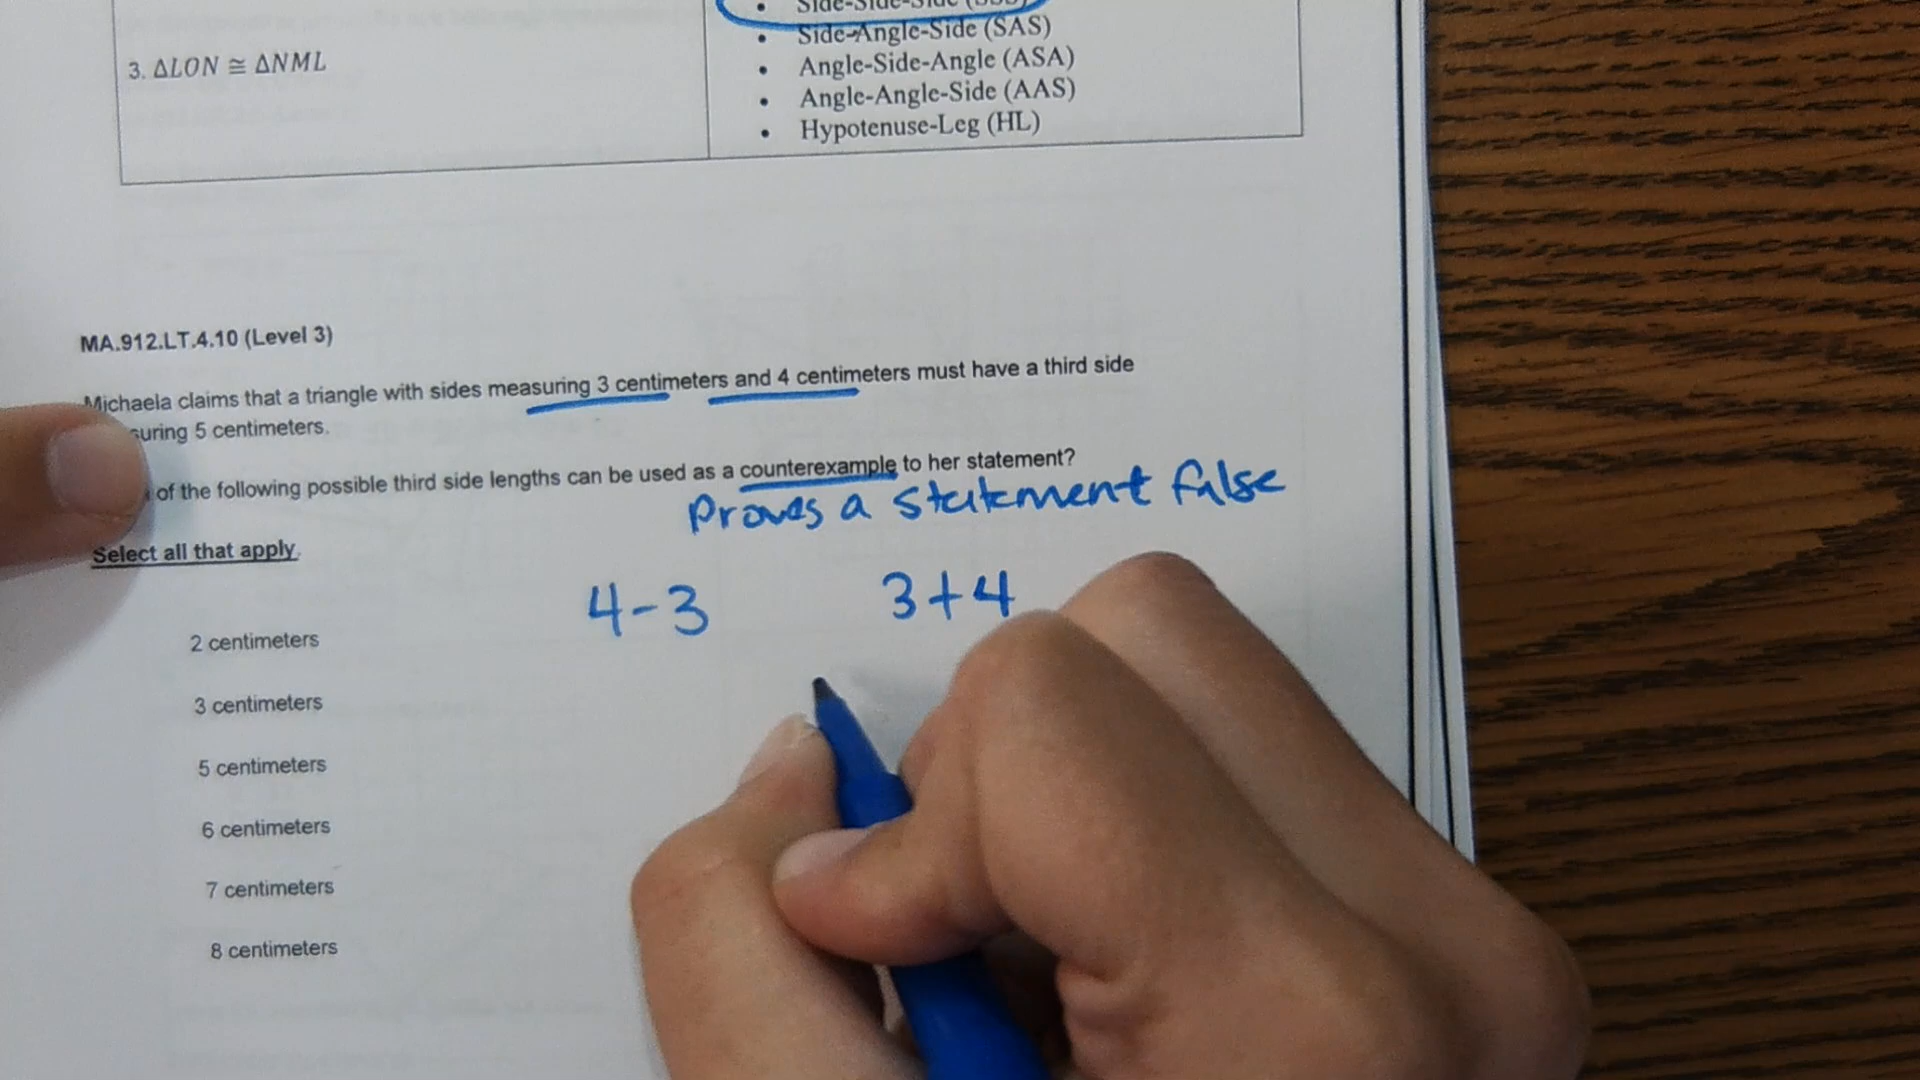 Side-Side-Side (SSS)
• Side-Angle-Side (SAS)
3. ΔLON ≅ ΔNML
• Angle-Side-Angle (ASA)
• Angle-Angle-Side (AAS)
• Hypotenuse-Leg (HL)
MA.912.LT.4.10 (Level 3)
Michaela claims that a triangle with sides measuring 3 centimeters and 4 centimeters must have a third side
suring 5 centimeters.
of the following possible third side lengths can be used as a counterexample to her statement?
Proves a statement false
Select all that apply.
4-3 3+4
2 centimeters
3 centimeters
5 centimeters
6 centimeters
7 centimeters
8 centimeters